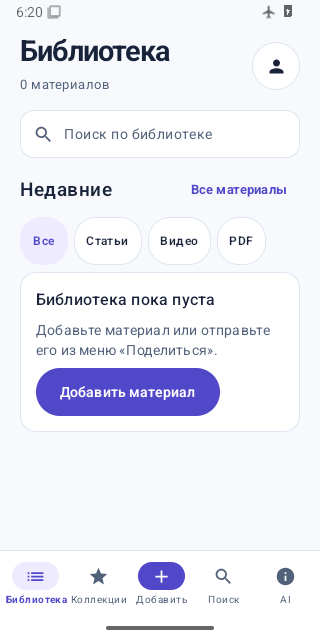 6:20
Библиотека
0 материалов
Поиск по библиотеке
Недавние
Все материалы
Все
Статьи
Видео
PDF
Библиотека пока пуста
Добавьте материал или отправьте
его из меню «Поделиться».
Добавить материал
Библиотека
Коллекции
Добавить
Поиск
AI